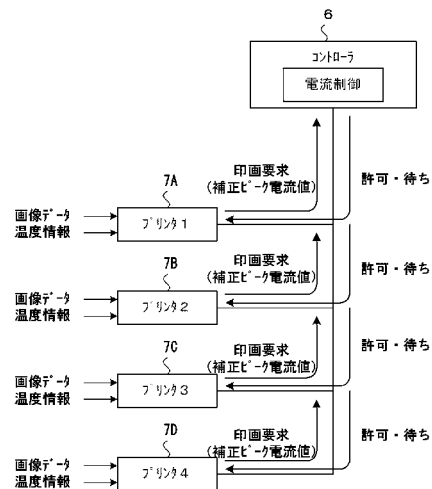 6
コントローラ
電流制御
7A
印画要求
(補正ピーク電流値)
許可・待ち
画像データ
温度情報
プリンタ1
7B
印画要求
(補正ピーク電流値)
許可・待ち
画像データ
温度情報
プリンタ2
7C
印画要求
(補正ピーク電流値)
許可・待ち
画像データ
温度情報
プリンタ3
7D
印画要求
(補正ピーク電流値)
許可・待ち
画像データ
温度情報
プリンタ4